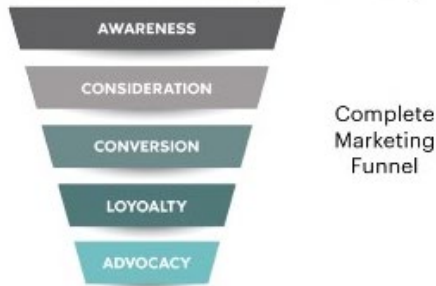 AWARENESS
CONSIDERATION
CONVERSION
LOYOALTY
ADVOCACY
Complete
Marketing
Funnel